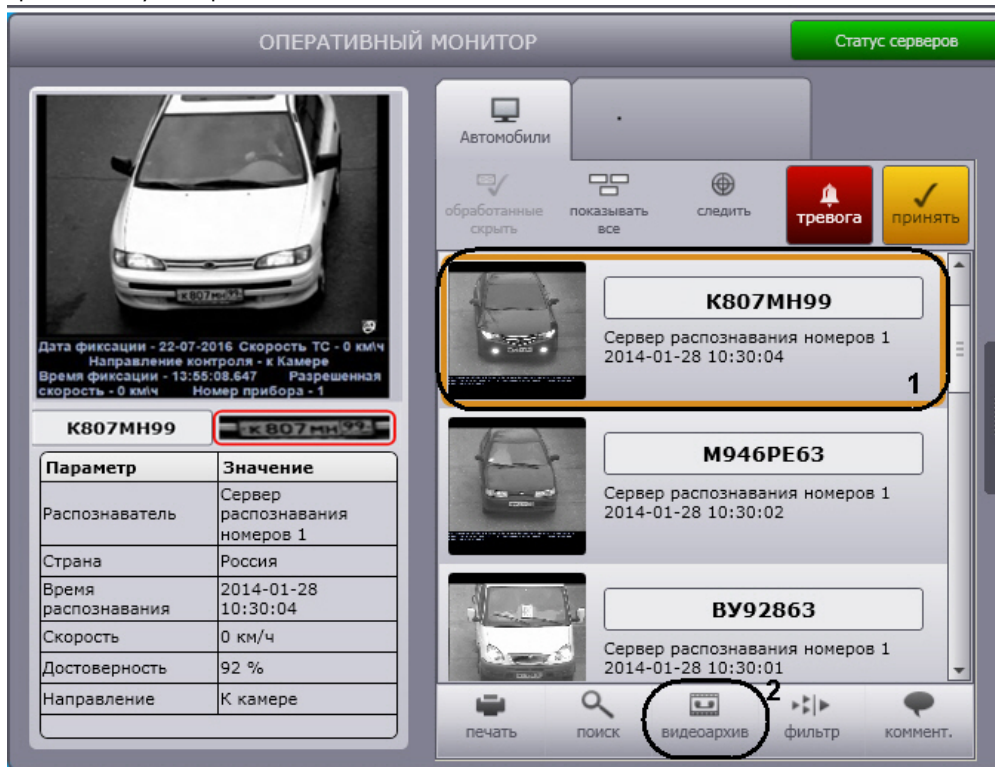 ОПЕРАТИВНЫЙ МОНИТОР
Статус серверов
Дата фиксации - 22-07-2016 Скорость ТС - 0 км\ч
Направление контроля - к Камере
Время фиксации - 13:55:08.647 Разрешенная
скорость - 0 км\ч Номер прибора - 1
К807МН99
К807МН99
Параметр Значение
Распознаватель Сервер
распознавания
номеров 1
Страна Россия
Время
распознавания
2014-01-28
10:30:04
Скорость 0 км/ч
Достоверность 92 %
Направление К камере
Автомобили
обработанные
скрыть
показывать
все
следить
тревога
принять
К807МН99
Сервер распознавания номеров 1
2014-01-28 10:30:04
1
М946РЕ63
Сервер распознавания номеров 1
2014-01-28 10:30:02
ВУ92863
Сервер распознавания номеров 1
2014-01-28 10:30:01
2
печать
поиск
видеоархив
фильтр
коммент.